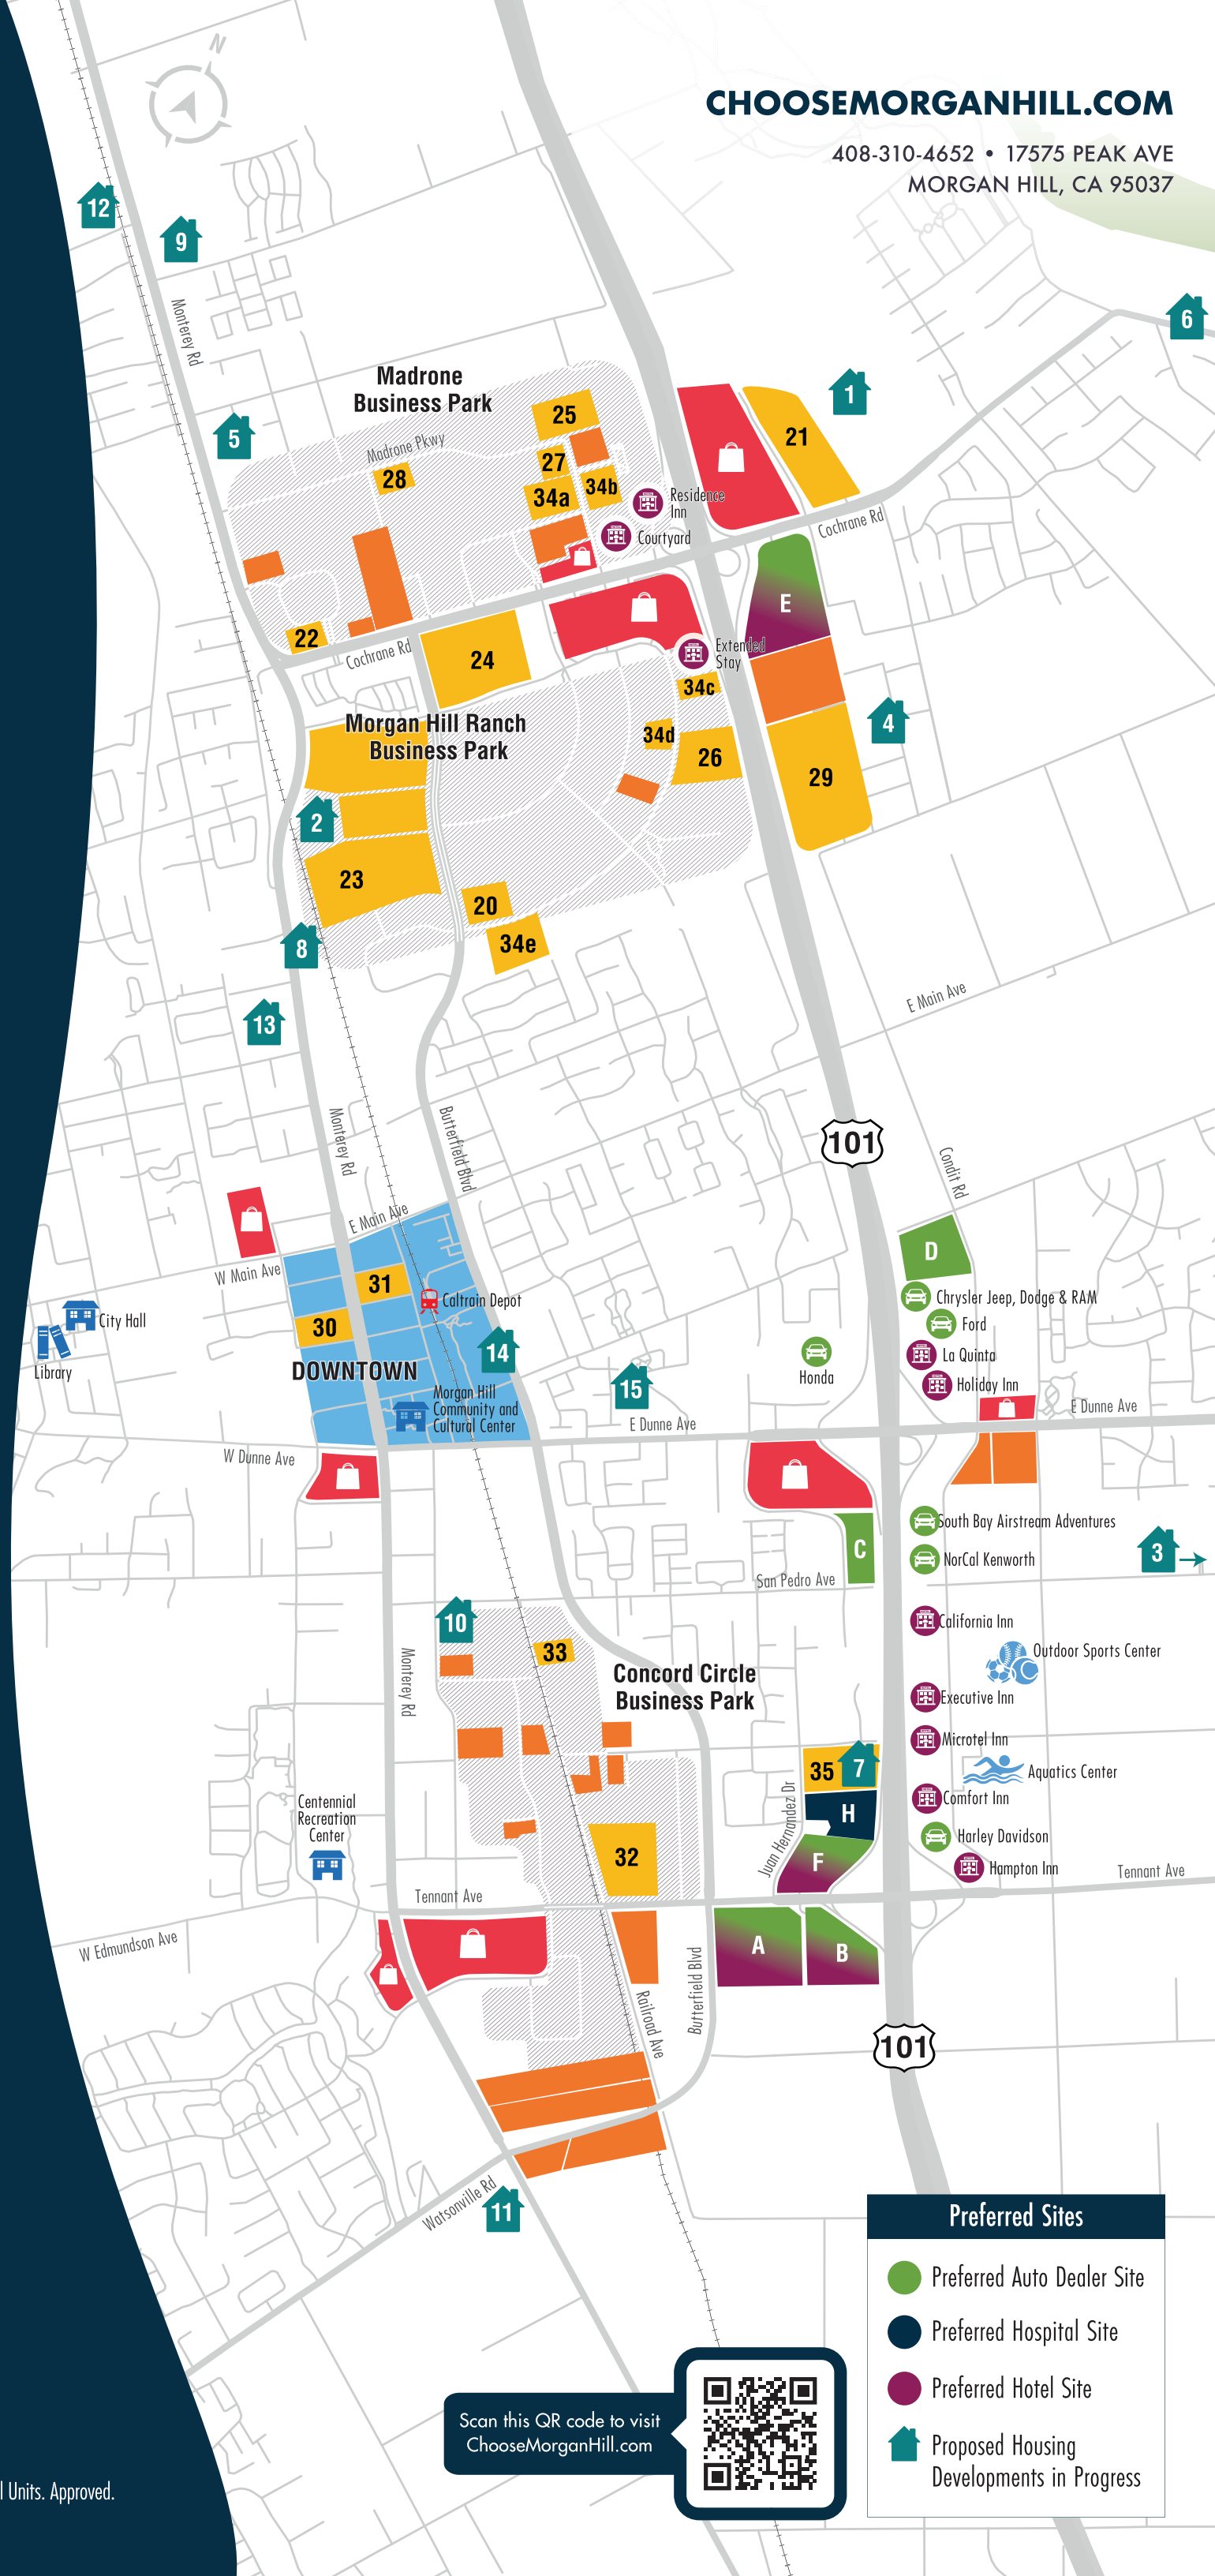 N
CHOOSEMORGANHILL.COM
408-310-4652 • 17575 PEAK AVE
MORGAN HILL, CA 95037
12
9
Monterey Rd
6
1
5
Madrone
Business Park
Madrone Pkwy
25
21
27
28
34a
34b
Residence
Inn
Courtyard
Cochrane Rd
E
22
Cochrane Rd
24
Extended
Stay
34c
Morgan Hill Ranch
Business Park
34d
26
4
29
2
23
20
8
34e
13
E Main Ave
Monterey Rd
Butterfield Blvd
101
Condit Rd
E Main Ave
W Main Ave
D
31
Caltrain Depot
Chrysler Jeep, Dodge & RAM
City Hall
30
Ford
Library
14
La Quinta
DOWNTOWN
Honda
Holiday Inn
15
Morgan Hill
Community and
Cultural Center
E Dunne Ave
E Dunne Ave
W Dunne Ave
South Bay Airstream Adventures
C
NorCal Kenworth
3
San Pedro Ave
10
California Inn
33
Outdoor Sports Center
Monterey Rd
Concord Circle
Business Park
Executive Inn
Microtel Inn
35
7
Aquatics Center
Comfort Inn
H
Juan Hernandez Dr
Centennial
Recreation
Center
Harley Davidson
32
F
Hampton Inn
Tennant Ave
Tennant Ave
W Edmundson Ave
A
B
Butterfield Blvd
Railroad Ave
101
Watsonville Rd
11
Preferred Sites
Preferred Auto Dealer Site
Preferred Hospital Site
Preferred Hotel Site
Proposed Housing
Developments in Progress
Scan this QR code to visit
ChooseMorganHill.com
l Units. Approved.